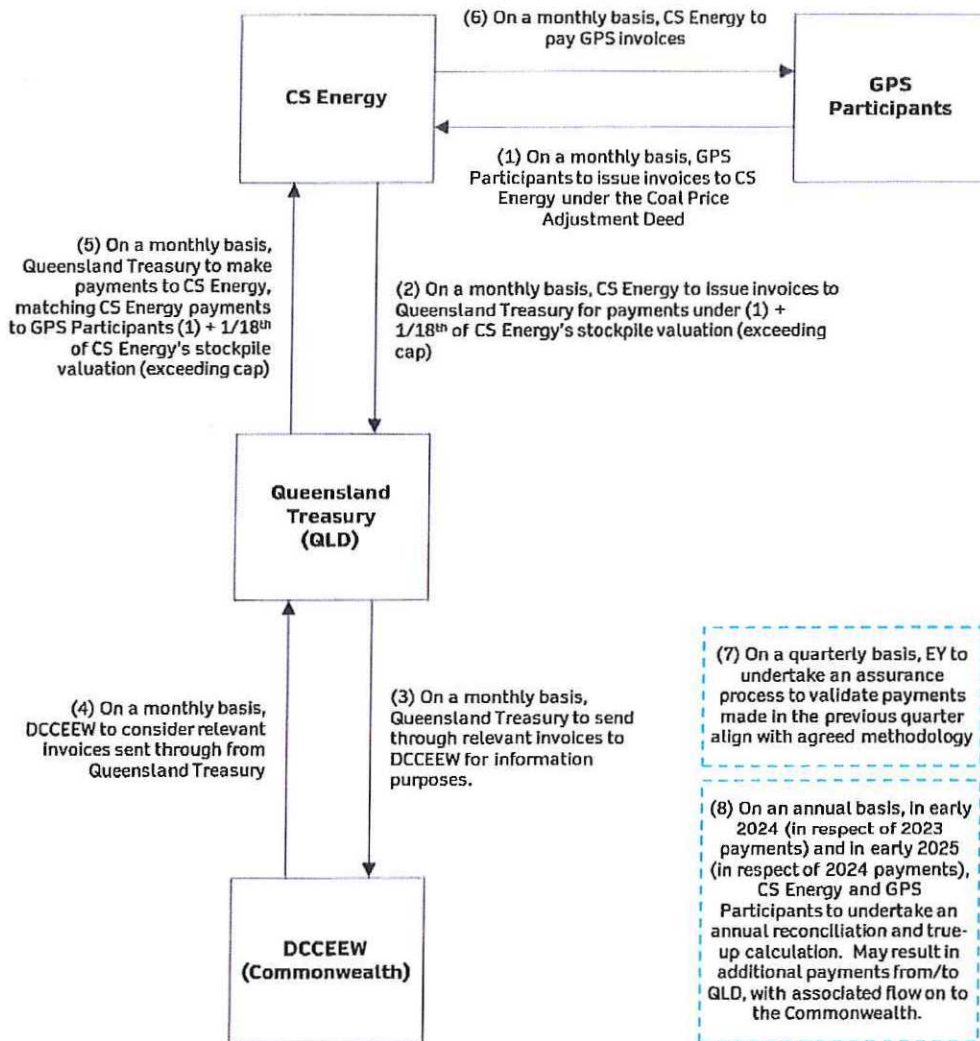 (6) On a monthly basis, CS Energy to
pay GPS invoices
CS Energy
GPS
Participants
(1) On a monthly basis, GPS
Participants to issue invoices to CS
Energy under the Coal Price
Adjustment Deed
(5) On a monthly basis,
Queensland Treasury to make
payments to CS Energy,
matching CS Energy payments
to GPS Participants (1) + 1/18th
of CS Energy's stockpile
valuation (exceeding cap)
(2) On a monthly basis, CS Energy to issue invoices to
Queensland Treasury for payments under (1) +
1/18th of CS Energy's stockpile valuation (exceeding
cap)
Queensland
Treasury
(QLD)
(4) On a monthly basis,
DCCEEW to consider relevant
invoices sent through from
Queensland Treasury
(3) On a monthly basis,
Queensland Treasury to send
through relevant invoices to
DCCEEW for information
purposes.
DCCEEW
(Commonwealth)
(7) On a quarterly basis, EY to
undertake an assurance
process to validate payments
made in the previous quarter
align with agreed methodology
(8) On an annual basis, in early
2024 (in respect of 2023
payments) and in early 2025
(in respect of 2024 payments),
CS Energy and GPS
Participants to undertake an
annual reconciliation and true-
up calculation. May result in
additional payments from/to
QLD, with associated flow on to
the Commonwealth.